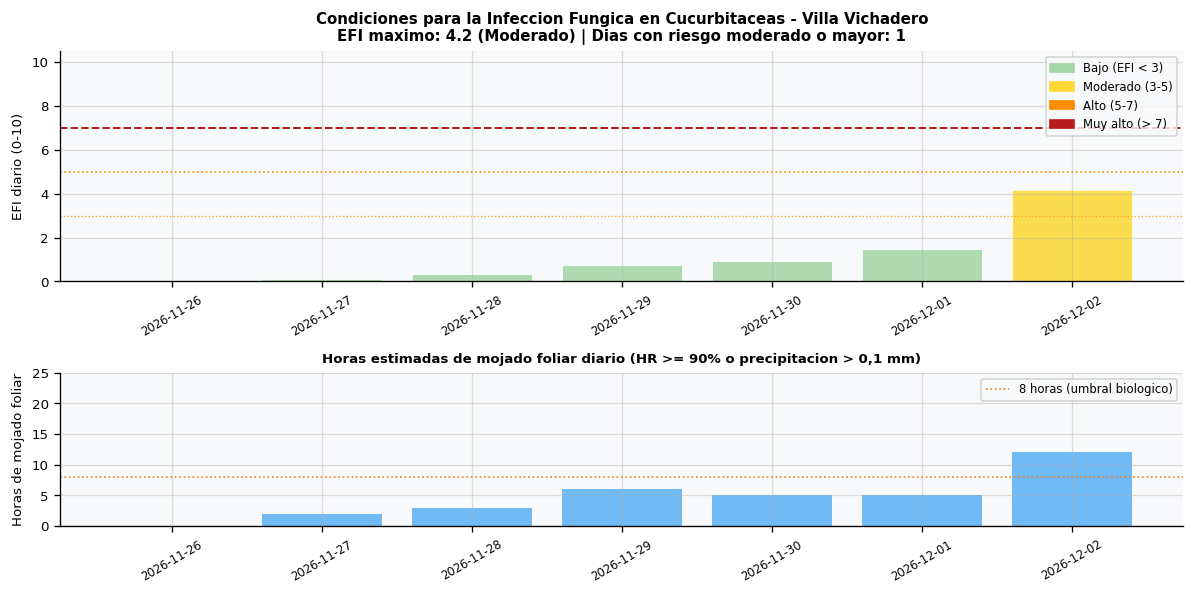 Condiciones para la Infeccion Fungica en Cucurbitaceas - Villa Vichadero
EFI maximo: 4.2 (Moderado) | Dias con riesgo moderado o mayor: 1
EFI diario (0-10)
10
8
6
4
2
0
Bajo (EFI < 3)
Moderado (3-5)
Alto (5-7)
Muy alto (> 7)
2026-11-26
2026-11-27
2026-11-28
2026-11-29
2026-11-30
2026-12-01
2026-12-02
Horas estimadas de mojado foliar diario (HR >= 90% o precipitacion > 0,1 mm)
Horas de mojado foliar
25
20
15
10
5
0
8 horas (umbral biologico)
2026-11-26
2026-11-27
2026-11-28
2026-11-29
2026-11-30
2026-12-01
2026-12-02